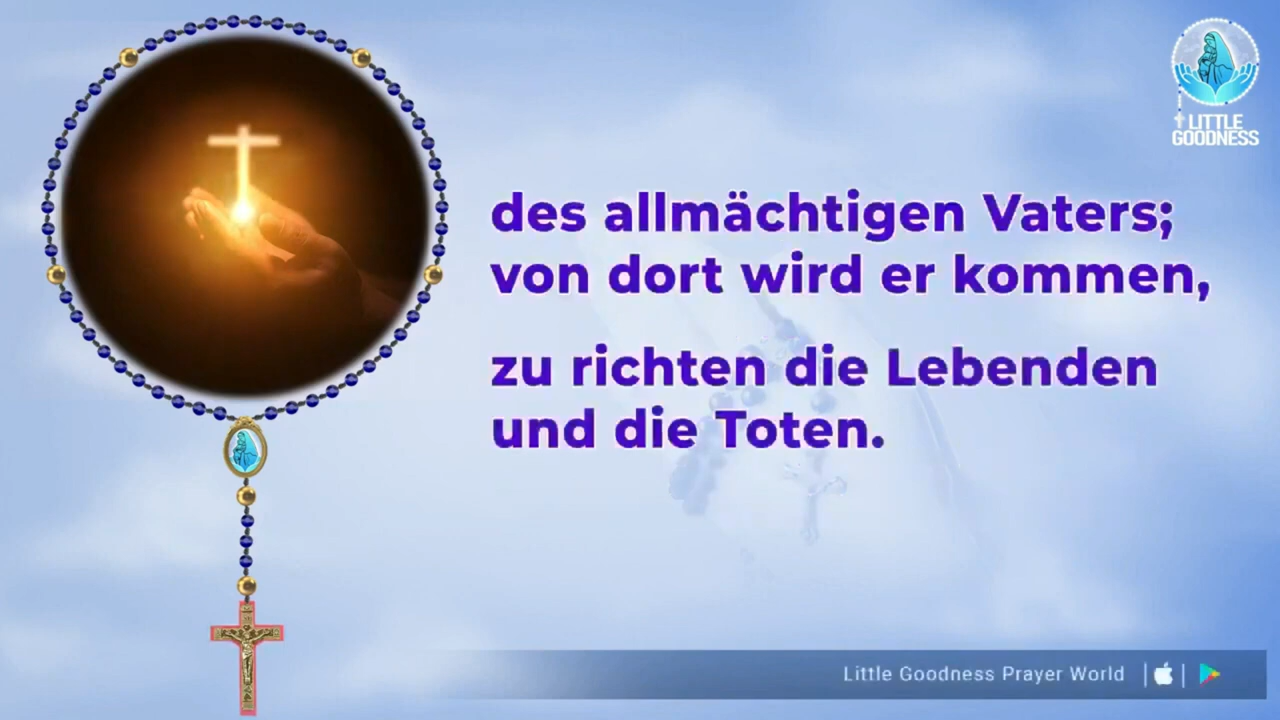 LITTLE
GOODNESS
des allmächtigen Vaters;
von dort wird er kommen,
zu richten die Lebenden
und die Toten.
Little Goodness Prayer World